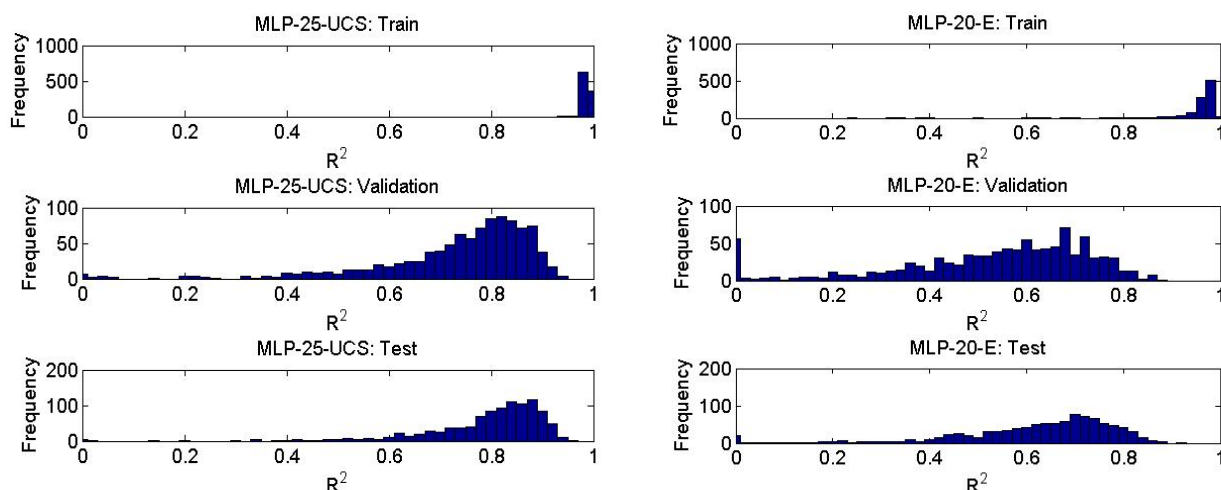 MLP-25-UCS: Train
Frequency
1000
500
0
0 0.2 0.4 0.6 0.8 1
R²
MLP-25-UCS: Validation
Frequency
100
50
0
0 0.2 0.4 0.6 0.8 1
R²
MLP-25-UCS: Test
Frequency
200
100
0
0 0.2 0.4 0.6 0.8 1
R²
MLP-20-E: Train
Frequency
1000
500
0
0 0.2 0.4 0.6 0.8 1
R²
MLP-20-E: Validation
Frequency
100
50
0
0 0.2 0.4 0.6 0.8 1
R²
MLP-20-E: Test
Frequency
200
100
0
0 0.2 0.4 0.6 0.8 1
R²